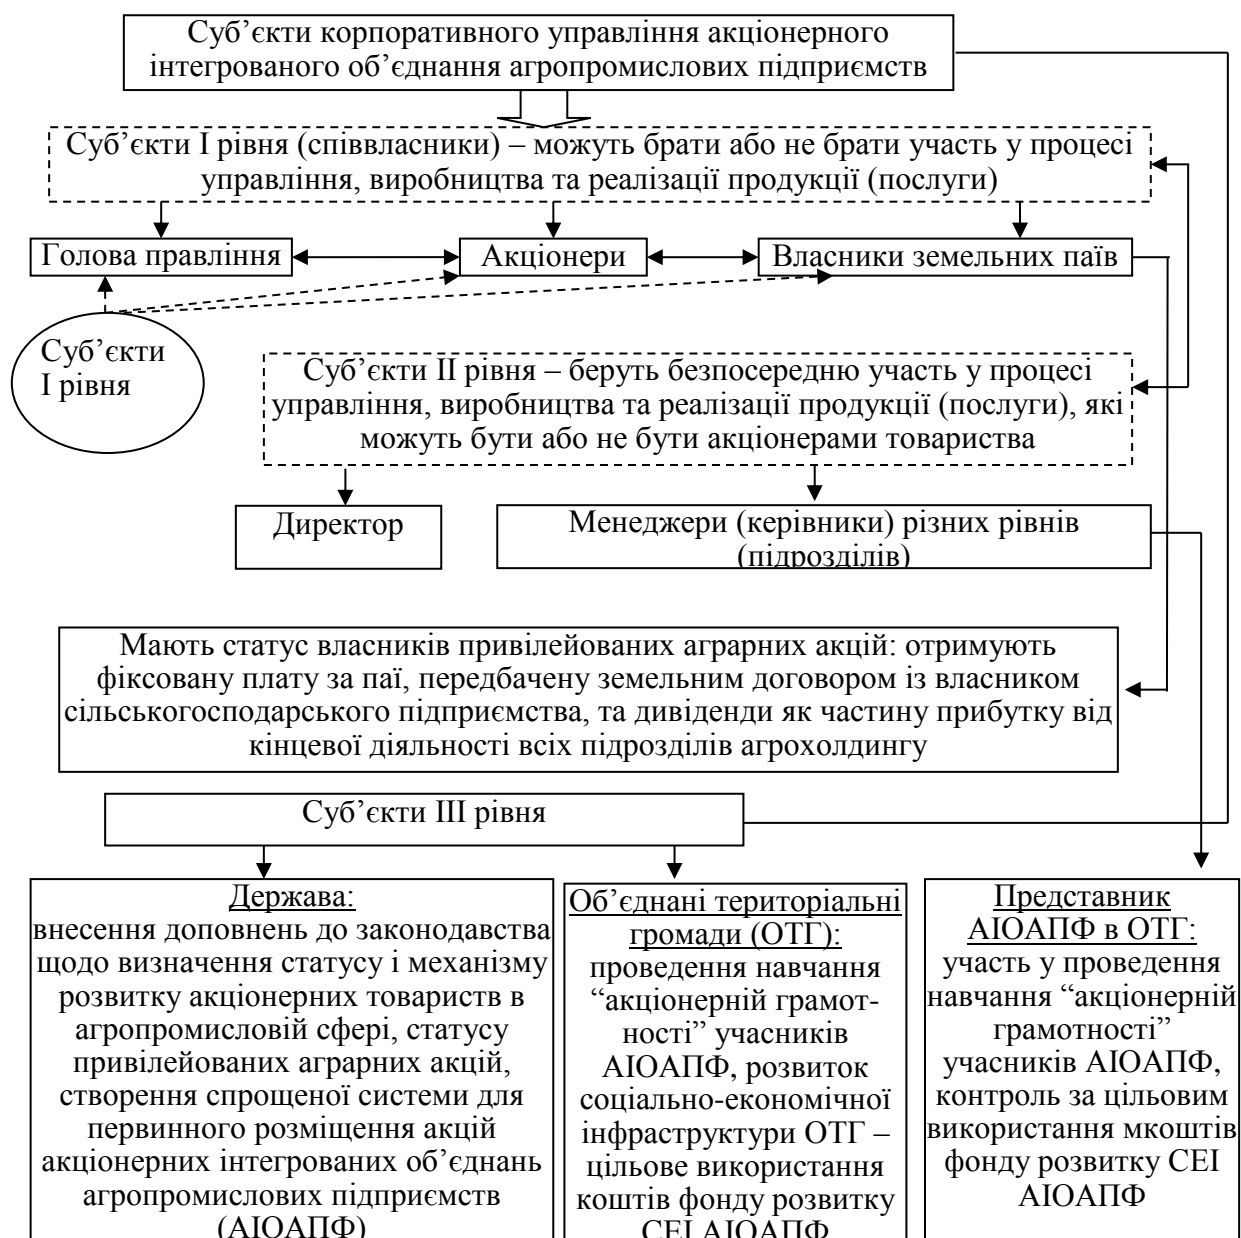 Суб’єкти корпоративного управління акціонерного
інтегрованого об’єднання агропромислових підприємств
Суб’єкти І рівня (співвласники) – можуть брати або не брати участь у процесі
управління, виробництва та реалізації продукції (послуги)
Голова правління
Акціонери
Власники земельних паїв
Суб’єкти
І рівня
Суб’єкти ІІ рівня – беруть безпосередню участь у процесі
управління, виробництва та реалізації продукції (послуги), які
можуть бути або не бути акціонерами товариства
Директор
Менеджери (керівники) різних рівнів
(підрозділів)
Мають статус власників привілейованих аграрних акцій: отримують
фіксовану плату за паї, передбачену земельним договором із власником
сільськогосподарського підприємства, та дивіденди як частину прибутку від
кінцевої діяльності всіх підрозділів агрохолдингу
Суб’єкти ІІІ рівня
Держава:
внесення доповнень до законодавства
щодо визначення статусу і механізму
розвитку акціонерних товариств в
агропромисловій сфері, статусу
привілейованих аграрних акцій,
створення спрощеної системи для
первинного розміщення акцій
акціонерних інтегрованих об’єднань
агропромислових підприємств
(АІОАПФ)
Об’єднані територіальні
громади (ОТГ):
проведення навчання
“акціонерній грамот-
ності” учасників
АІОАПФ, розвиток
соціально-економічної
інфраструктури ОТГ –
цільове використання
коштів фонду розвитку
СЕІ АІОАПФ
Представник
АІОАПФ в ОТГ:
участь у проведення
навчання “акціонерній
грамотності”
учасників АІОАПФ,
контроль за цільовим
використання мкоштів
фонду розвитку СЕІ
АІОАПФ